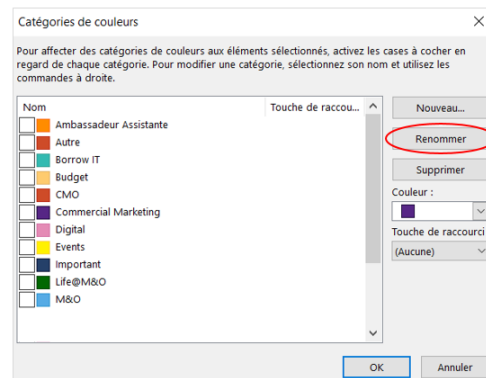 Catégories de couleurs
Pour affecter des catégories de couleurs aux éléments sélectionnés, activez les cases à cocher en
regard de chaque catégorie. Pour modifier une catégorie, sélectionnez son nom et utilisez les
commandes à droite.
Nom Touche de raccou...
Ambassadeur Assistante
Autre
Borrow IT
Budget
CMO
Commercial Marketing
Digital
Events
Important
Life@M&O
M&O
Nouveau...
Renommer
Supprimer
Couleur :
Touche de raccourci
(Aucune)
OK Annuler